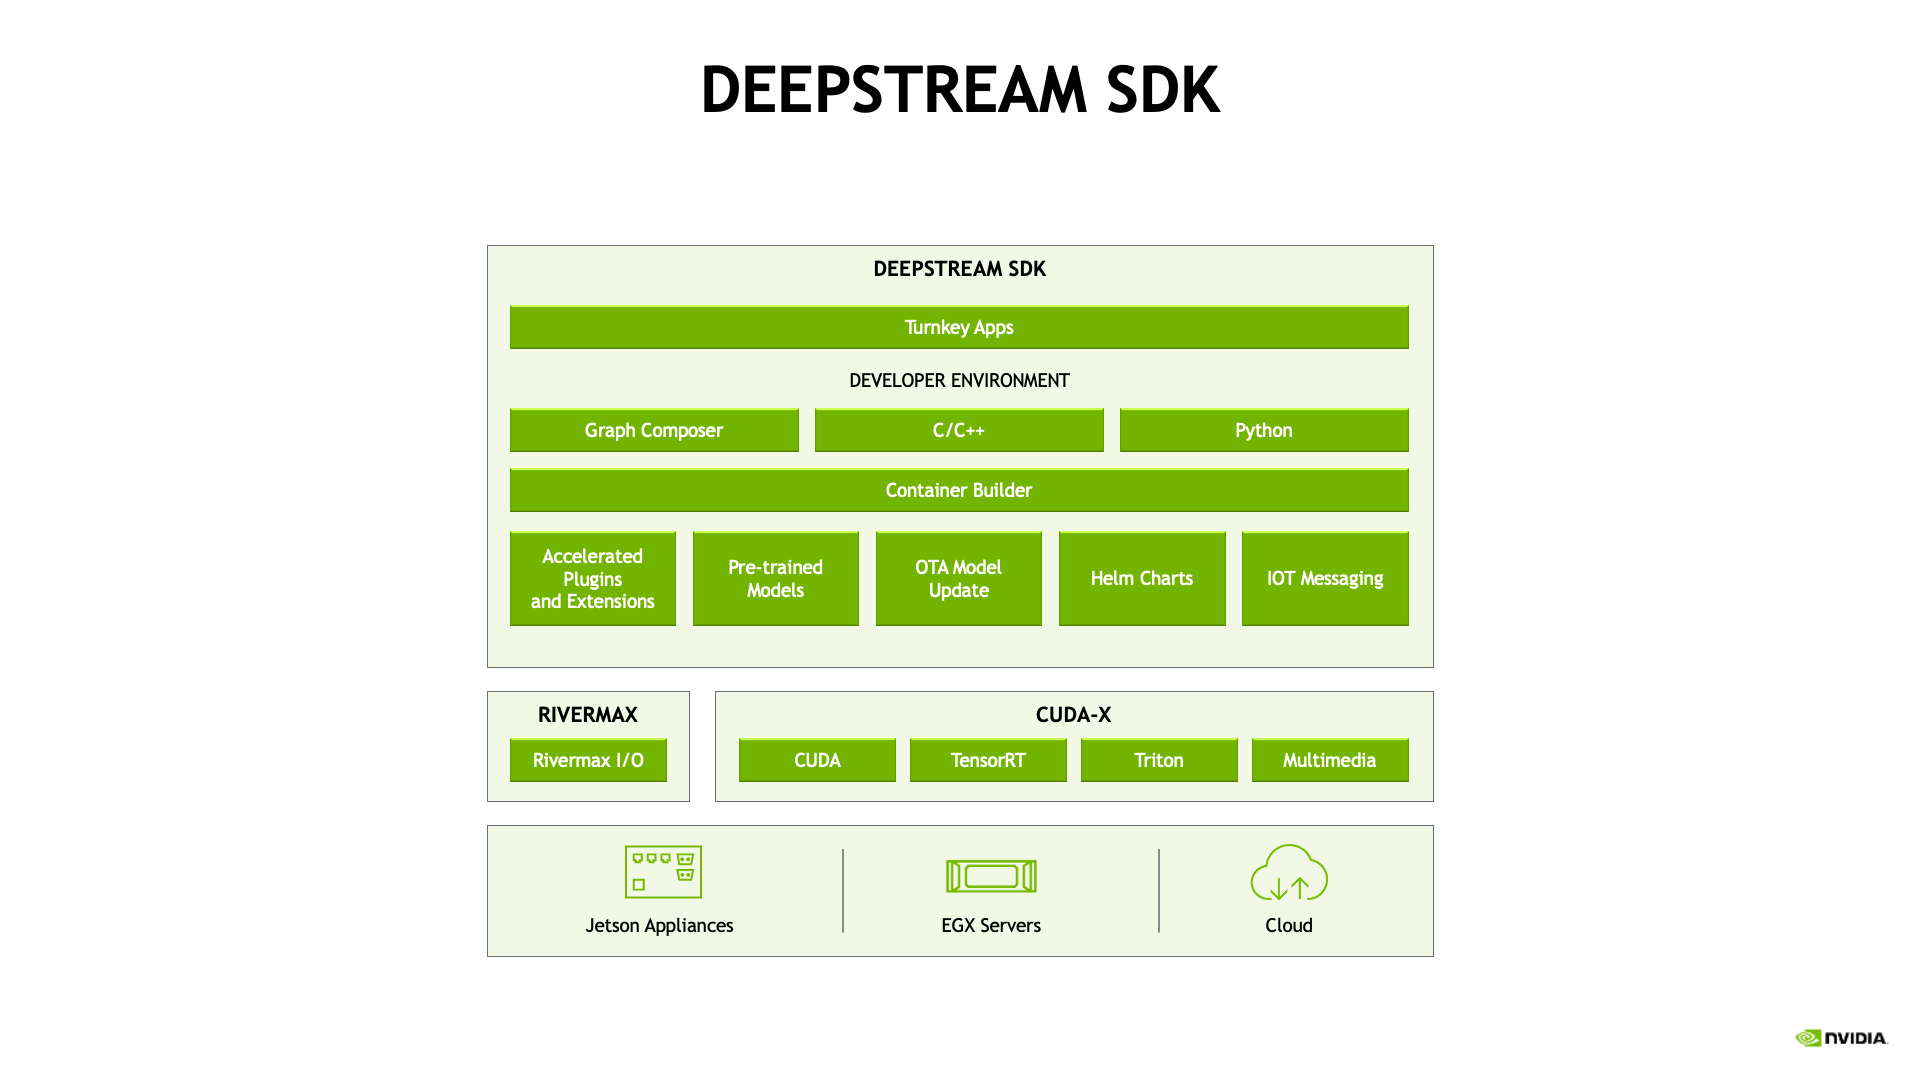 DEEPSTREAM SDK
DEEPSTREAM SDK
Turnkey Apps
DEVELOPER ENVIRONMENT
Graph Composer
C/C++
Python
Container Builder
Accelerated
Plugins
and Extensions
Pre-trained
Models
OTA Model
Update
Helm Charts
IOT Messaging
RIVERMAX
Rivermax I/O
CUDA-X
CUDA
TensorRT
Triton
Multimedia
Jetson Appliances
EGX Servers
Cloud
NVIDIA